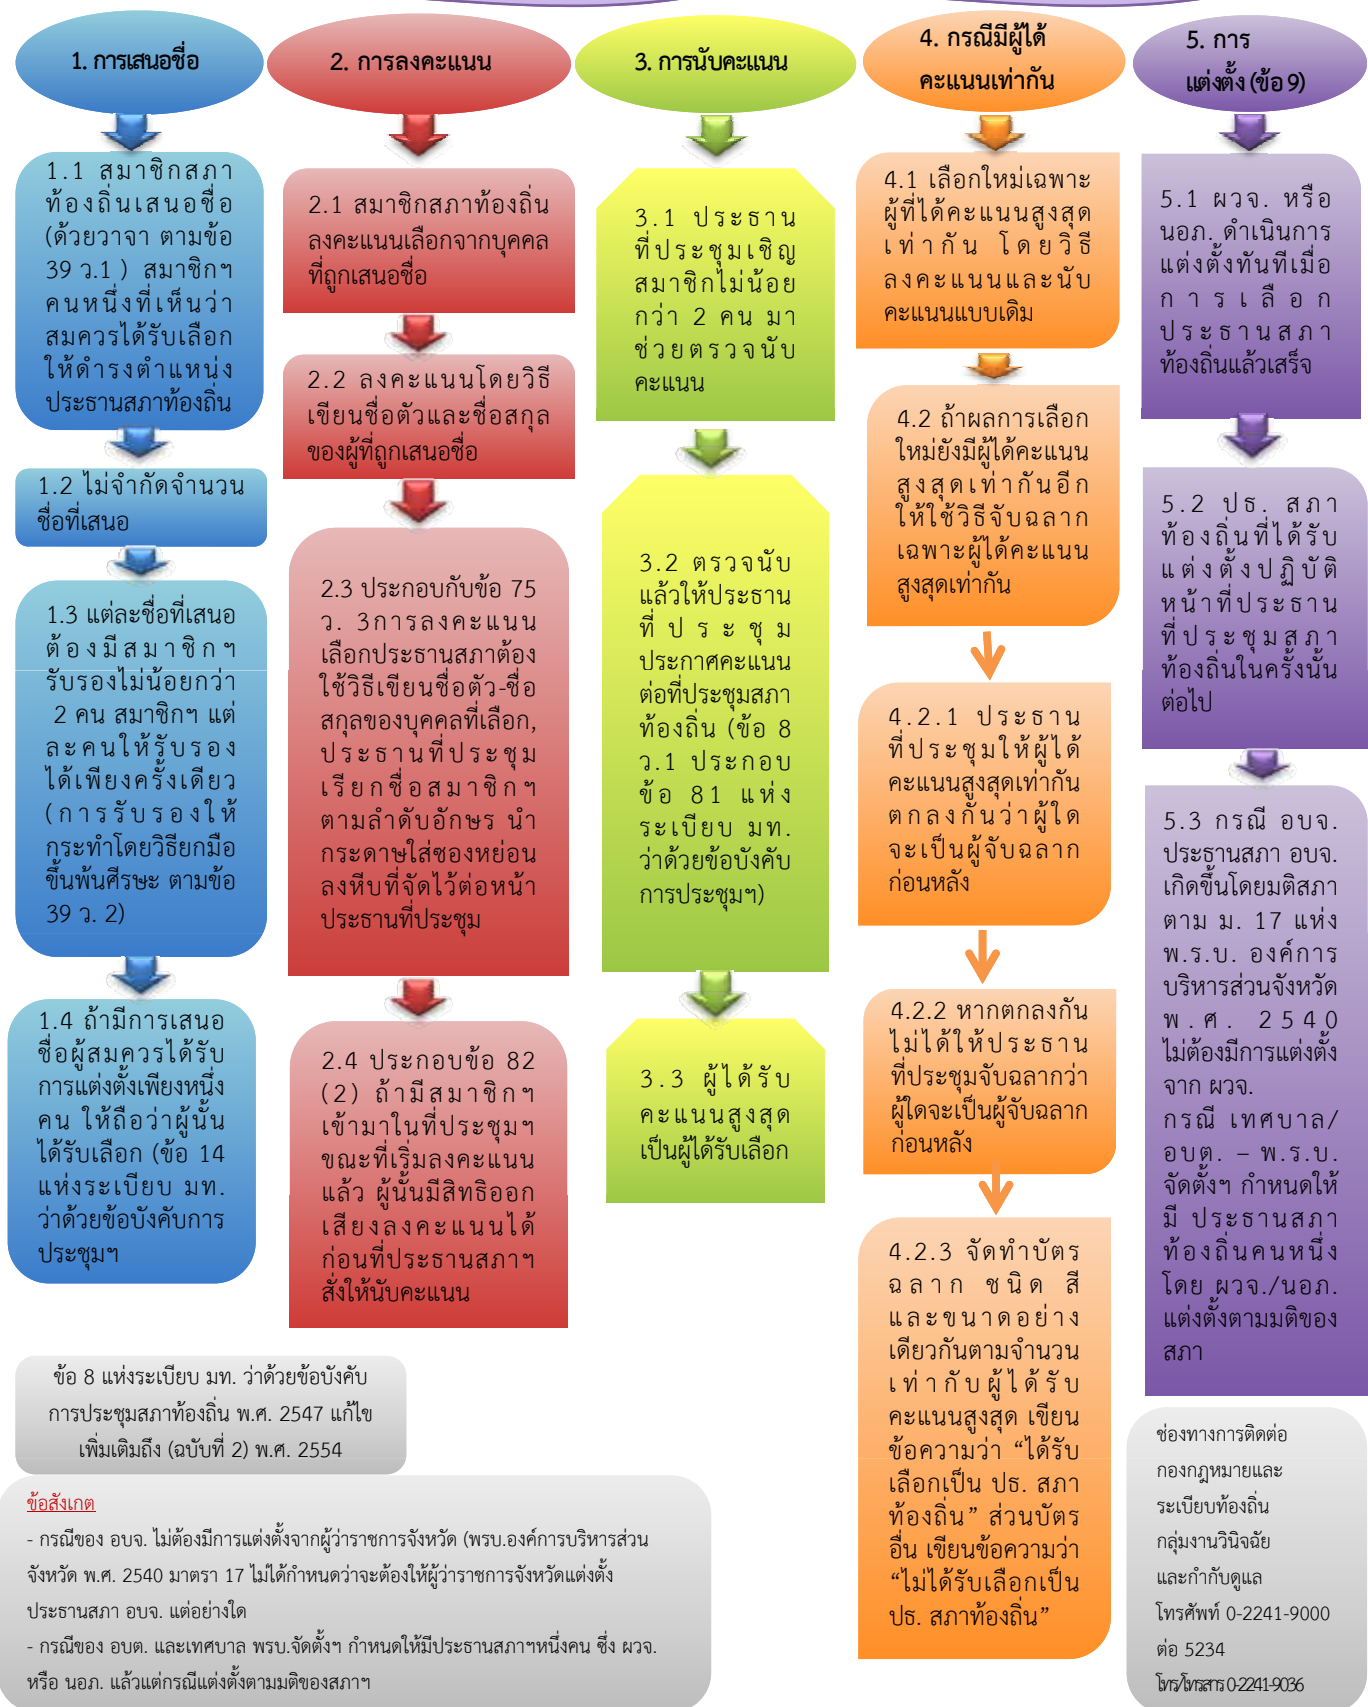 1. การเสนอชื่อ
1.1 สมาชิกสภา
ท้องถิ่นเสนอชื่อ
(ด้วยวาจา ตามข้อ
39 ว.1 ) สมาชิกฯ
คนหนึ่งที่เห็นว่า
สมควรได้รับเลือก
ให้ดำรงตำแหน่ง
ประธานสภาท้องถิ่น
1.2 ไม่จำกัดจำนวน
ชื่อที่เสนอ
1.3 แต่ละชื่อที่เสนอ
ต้องมีสมาชิกฯ
รับรองไม่น้อยกว่า
2 คน สมาชิกฯ แต่
ละคนให้รับรอง
ได้เพียงครั้งเดียว
(การรับรองให้
กระทำโดยวิธียกมือ
ขึ้นพ้นศีรษะ ตามข้อ
39 ว. 2)
1.4 ถ้ามีการเสนอ
ชื่อผู้สมควรได้รับ
การแต่งตั้งเพียงหนึ่ง
คน ให้ถือว่าผู้นั้น
ได้รับเลือก (ข้อ 14
แห่งระเบียบ มท.
ว่าด้วยข้อบังคับการ
ประชุมฯ
2. การลงคะแนน
2.1 สมาชิกสภาท้องถิ่น
ลงคะแนนเลือกจากบุคคล
ที่ถูกเสนอชื่อ
2.2 ลงคะแนนโดยวิธี
เขียนชื่อตัวและชื่อสกุล
ของผู้ที่ถูกเสนอชื่อ
2.3 ประกอบกับข้อ 75
ว. 3การลงคะแนน
เลือกประธานสภาต้อง
ใช้วิธีเขียนชื่อตัว-ชื่อ
สกุลของบุคคลที่เลือก,
ประธานที่ประชุม
เรียกชื่อสมาชิกฯ
ตามลำดับอักษร นำ
กระดาษใส่ซองหย่อน
ลงหีบที่จัดไว้ต่อหน้า
ประธานที่ประชุม
2.4 ประกอบข้อ 82
(2) ถ้ามีสมาชิกฯ
เข้ามาในที่ประชุมฯ
ขณะที่เริ่มลงคะแนน
แล้ว ผู้นั้นมีสิทธิออก
เสียงลงคะแนนได้
ก่อนที่ประธานสภาฯ
สั่งให้นับคะแนน
3. การนับคะแนน
3.1 ประธาน
ที่ประชุมเชิญ
สมาชิกไม่น้อย
กว่า 2 คน มา
ช่วยตรวจนับ
คะแนน
3.2 ตรวจนับ
แล้วให้ประธาน
ที่ประชุม
ประกาศคะแนน
ต่อที่ประชุมสภา
ท้องถิ่น (ข้อ 8
ว.1 ประกอบ
ข้อ 81 แห่ง
ระเบียบ มท.
ว่าด้วยข้อบังคับ
การประชุมฯ)
3.3 ผู้ได้รับ
คะแนนสูงสุด
เป็นผู้ได้รับเลือก
4. กรณีมีผู้ได้
คะแนนเท่ากัน
4.1 เลือกใหม่เฉพาะ
ผู้ที่ได้คะแนนสูงสุด
เท่ากัน โดยวิธี
ลงคะแนนและนับ
คะแนนแบบเดิม
4.2 ถ้าผลการเลือก
ใหม่ยังมีผู้ได้คะแนน
สูงสุดเท่ากันอีก
ให้ใช้วิธีจับฉลาก
เฉพาะผู้ได้คะแนน
สูงสุดเท่ากัน
4.2.1 ประธาน
ที่ประชุมให้ผู้ได้
คะแนนสูงสุดเท่ากัน
ตกลงกันว่าผู้ใด
จะเป็นผู้จับฉลาก
ก่อนหลัง
4.2.2 หากตกลงกัน
ไม่ได้ให้ประธาน
ที่ประชุมจับฉลากว่า
ผู้ใดจะเป็นผู้จับฉลาก
ก่อนหลัง
4.2.3 จัดทำบัตร
ฉลาก ชนิด สี
และขนาดอย่าง
เดียวกันตามจำนวน
เท่ากับผู้ได้รับ
คะแนนสูงสุด เขียน
ข้อความว่า “ได้รับ
เลือกเป็น ปธ. สภา
ท้องถิ่น” ส่วนบัตร
อื่น เขียนข้อความว่า
“ไม่ได้รับเลือกเป็น
ปธ. สภาท้องถิ่น”
5. การ
แต่งตั้ง (ข้อ 9)
5.1 ผวจ. หรือ
นอภ. ดำเนินการ
แต่งตั้งทันทีเมื่อ
การเลือก
ประธานสภา
ท้องถิ่นแล้วเสร็จ
5.2 ปธ. สภา
ท้องถิ่นที่ได้รับ
แต่งตั้งปฏิบัติ
หน้าที่ประธาน
ที่ประชุมสภา
ท้องถิ่นในครั้งนั้น
ต่อไป
5.3 กรณี อบจ.
ประธานสภา อบจ.
เกิดขึ้นโดยมติสภา
ตาม ม. 17 แห่ง
พ.ร.บ. องค์การ
บริหารส่วนจังหวัด
พ.ศ. 2540
ไม่ต้องมีการแต่งตั้ง
จาก ผวจ.
กรณี เทศบาล/
อบต. – พ.ร.บ.
จัดตั้งฯ กำหนดให้
มี ประธานสภา
ท้องถิ่นคนหนึ่ง
โดย ผวจ./นอภ.
แต่งตั้งตามมติของ
สภา
ข้อ 8 แห่งระเบียบ มท. ว่าด้วยข้อบังคับ
การประชุมสภาท้องถิ่น พ.ศ. 2547 แก้ไข
เพิ่มเติมถึง (ฉบับที่ 2) พ.ศ. 2554
ข้อสังเกต
- กรณีของ อบจ. ไม่ต้องมีการแต่งตั้งจากผู้ว่าราชการจังหวัด (พรบ.องค์การบริหารส่วน
จังหวัด พ.ศ. 2540 มาตรา 17 ไม่ได้กำหนดว่าจะต้องให้ผู้ว่าราชการจังหวัดแต่งตั้ง
ประธานสภา อบจ. แต่อย่างใด
- กรณีของ อบต. และเทศบาล พรบ.จัดตั้งฯ กำหนดให้มีประธานสภาฯหนึ่งคน ซึ่ง ผวจ.
หรือ นอภ. แล้วแต่กรณีแต่งตั้งตามมติของสภาฯ
ช่องทางการติดต่อ
กองกฎหมายและ
ระเบียบท้องถิ่น
กลุ่มงานวินิจฉัย
และกำกับดูแล
โทรศัพท์ 0-2241-9000
ต่อ 5234
โทร/โทรสาร 0-2241-9036